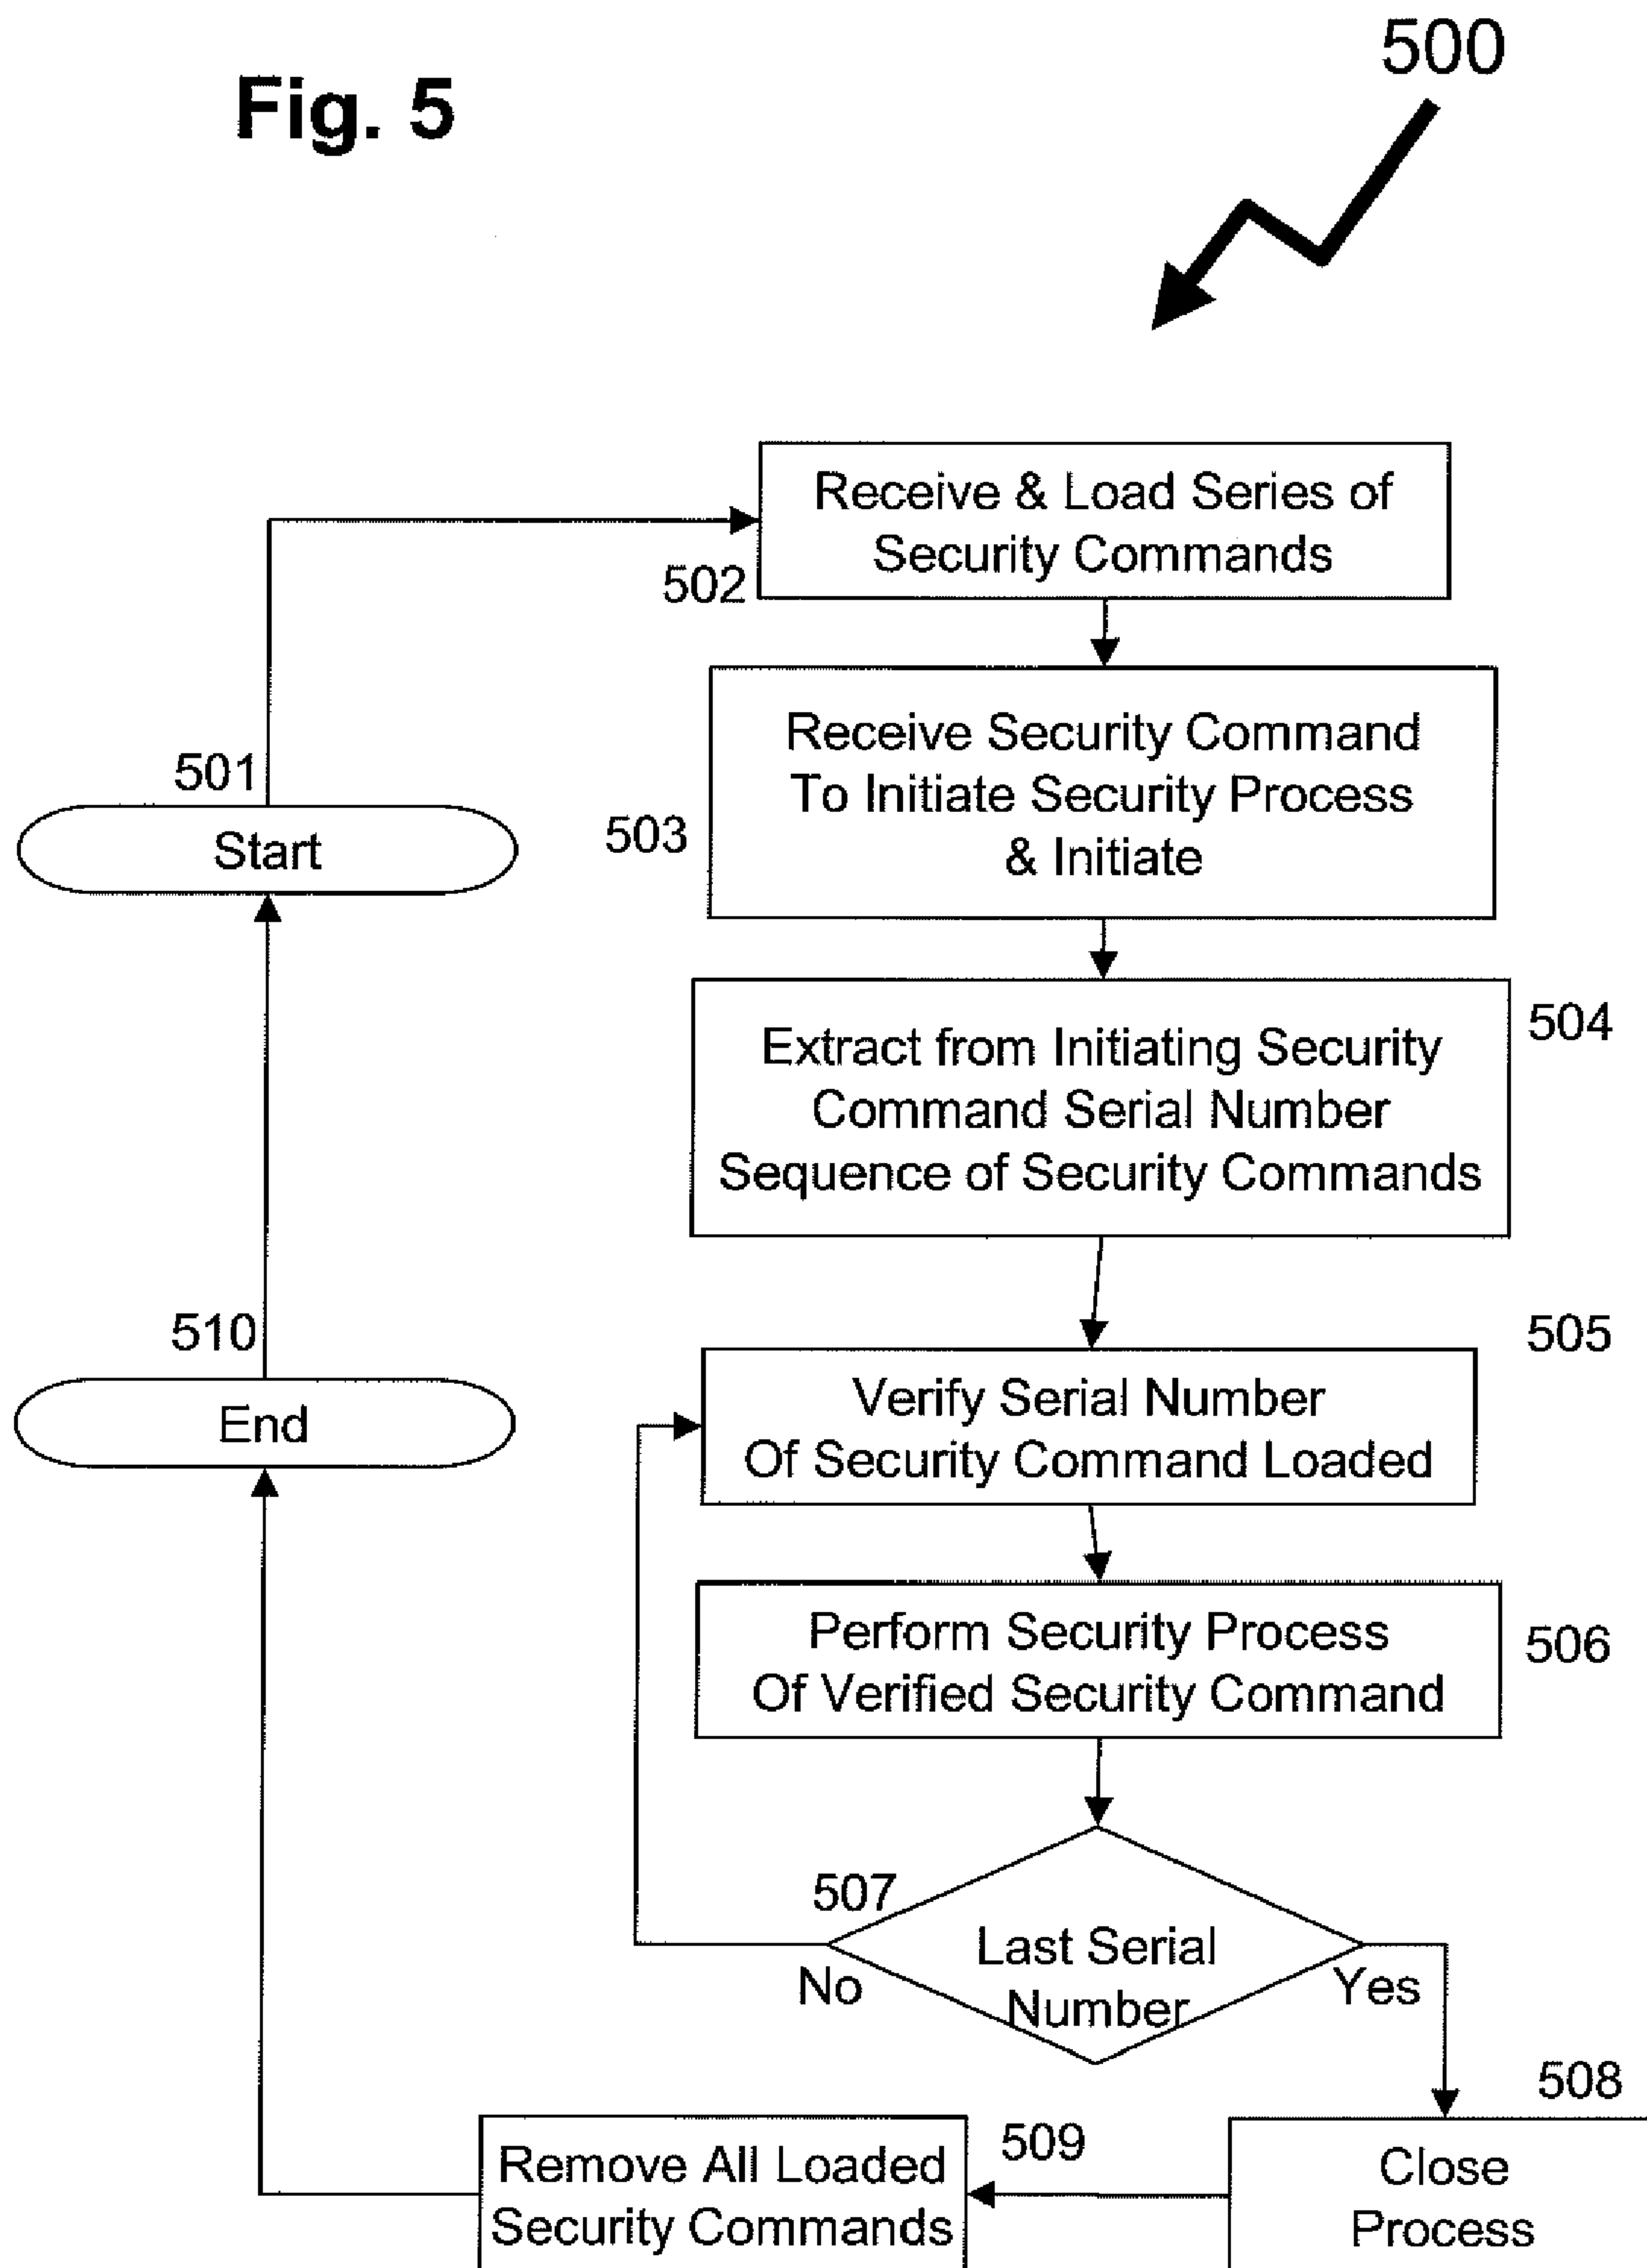 Fig. 5
500
Receive & Load Series of
Security Commands
502
Receive Security Command
To Initiate Security Process
& Initiate
503
501
Start
Extract from Initiating Security
Command Serial Number
Sequence of Security Commands
504
505
Verify Serial Number
Of Security Command Loaded
510
End
Perform Security Process
Of Verified Security Command
506
507
Last Serial
Number
No
Yes
508
Close
Process
509
Remove All Loaded
Security Commands